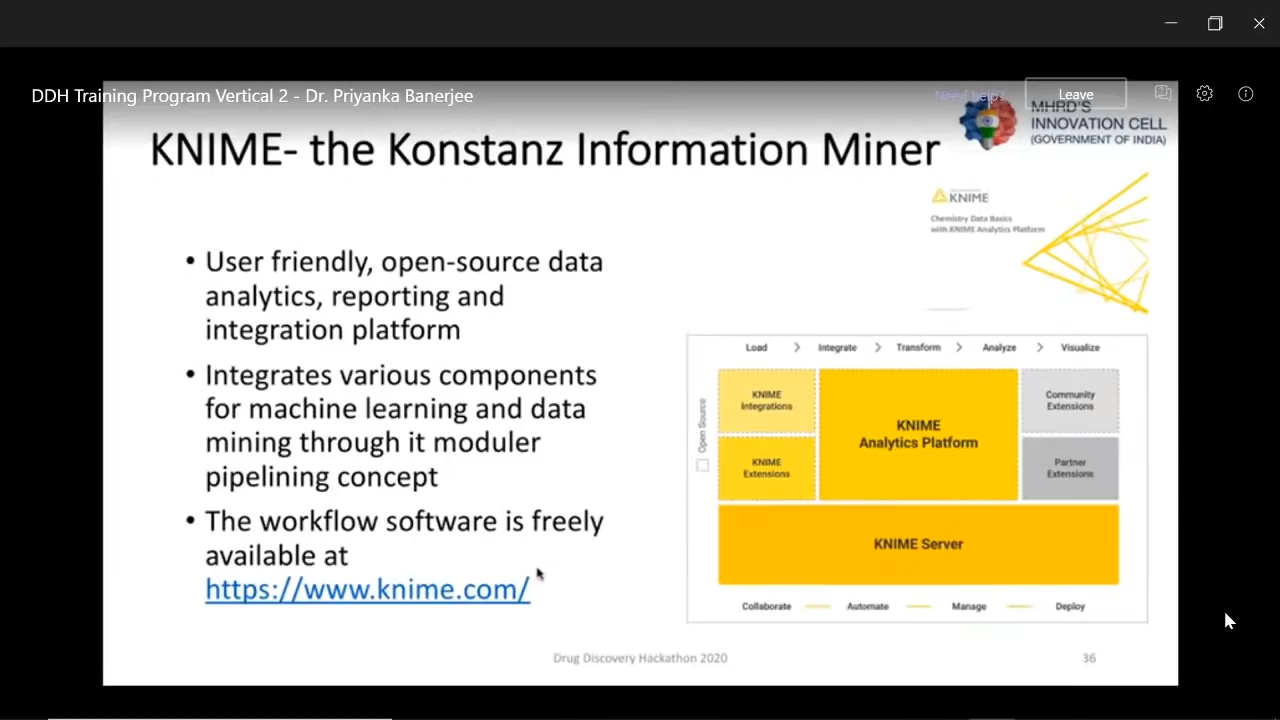 DDH Training Program Vertical 2 - Dr. Priyanka Banerjee
Need help?
Leave
MHRD'S
INNOVATION CELL
(GOVERNMENT OF INDIA)
KNIME- the Konstanz Information Miner
KNIME
Chemistry Data Basics
with KNIME Analytics Platform
• User friendly, open-source data
analytics, reporting and
integration platform
• Integrates various components
for machine learning and data
mining through it moduler
pipelining concept
• The workflow software is freely
available at
https://www.knime.com/
Load > Integrate > Transform > Analyze > Visualize
Open Source
KNIME
Integrations
KNIME
Extensions
KNIME
Analytics Platform
Community
Extensions
Partner
Extensions
KNIME Server
Collaborate
Automate
Manage
Deploy
Drug Discovery Hackathon 2020
36